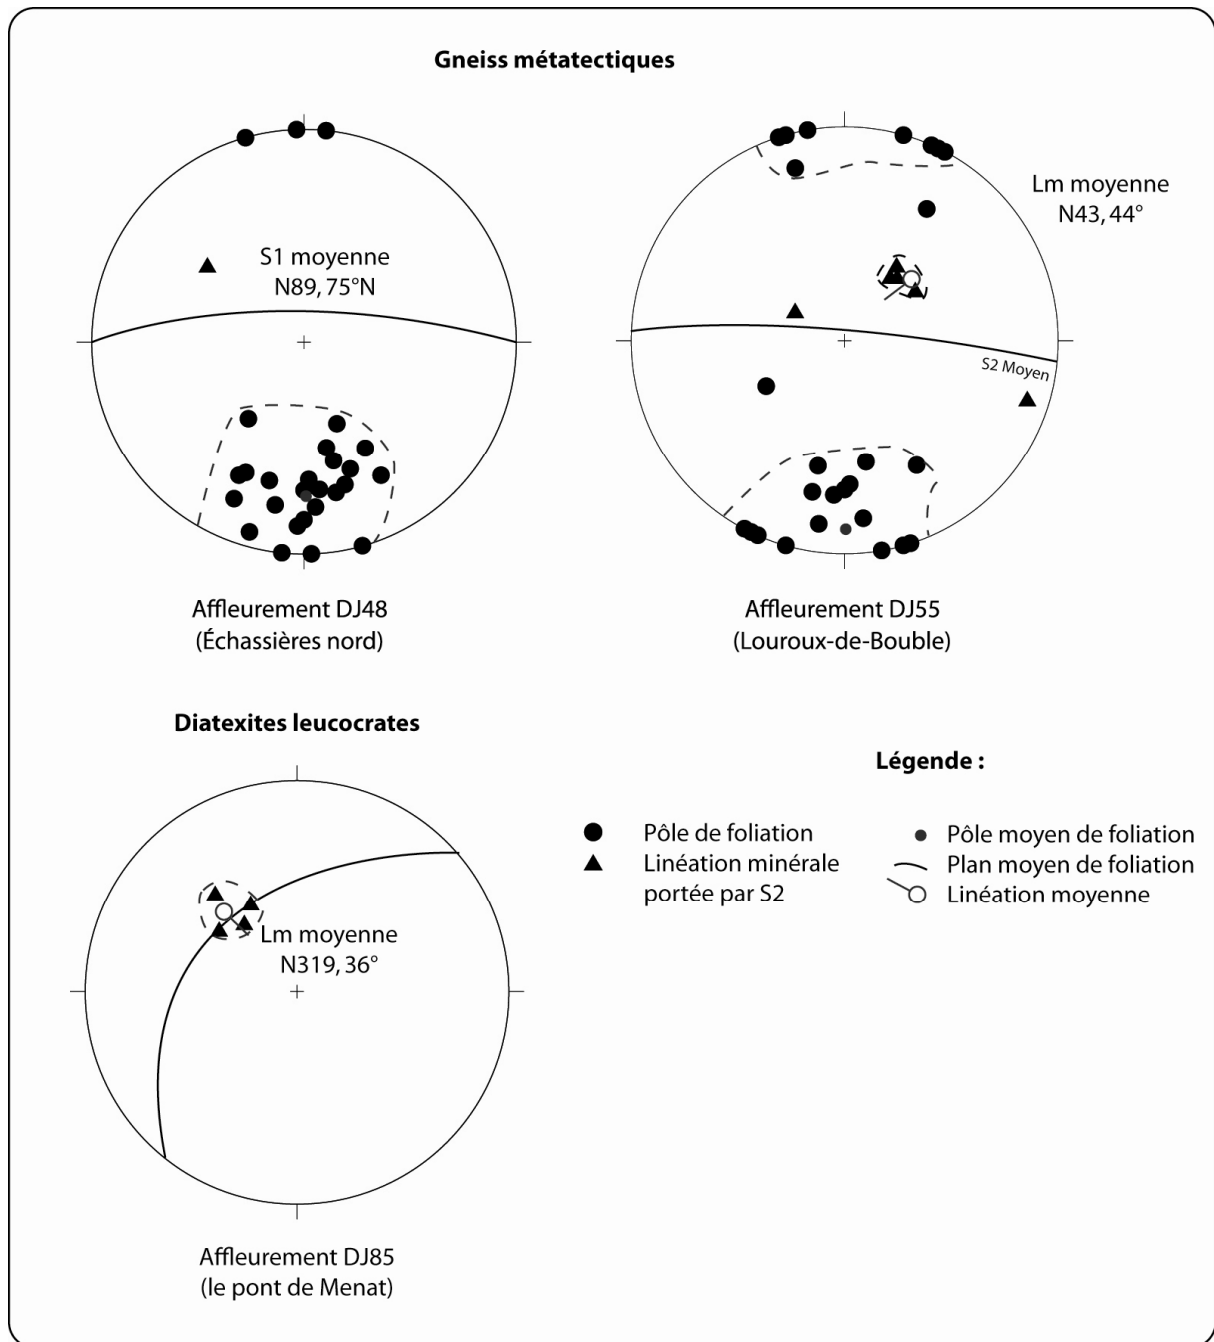 Gneiss métatectiques
S1 moyenne
N89, 75°N
Lm moyenne
N43, 44°
S2 Moyen
Affleurement DJ48
(Échassières nord)
Affleurement DJ55
(Louroux-de-Bouble)
Diatexites leucocrates
Lm moyenne
N319, 36°
Affleurement DJ85
(le pont de Menat)
Légende :
Pôle de foliation
Linéation minérale
portée par S2
Pôle moyen de foliation
Plan moyen de foliation
Linéation moyenne